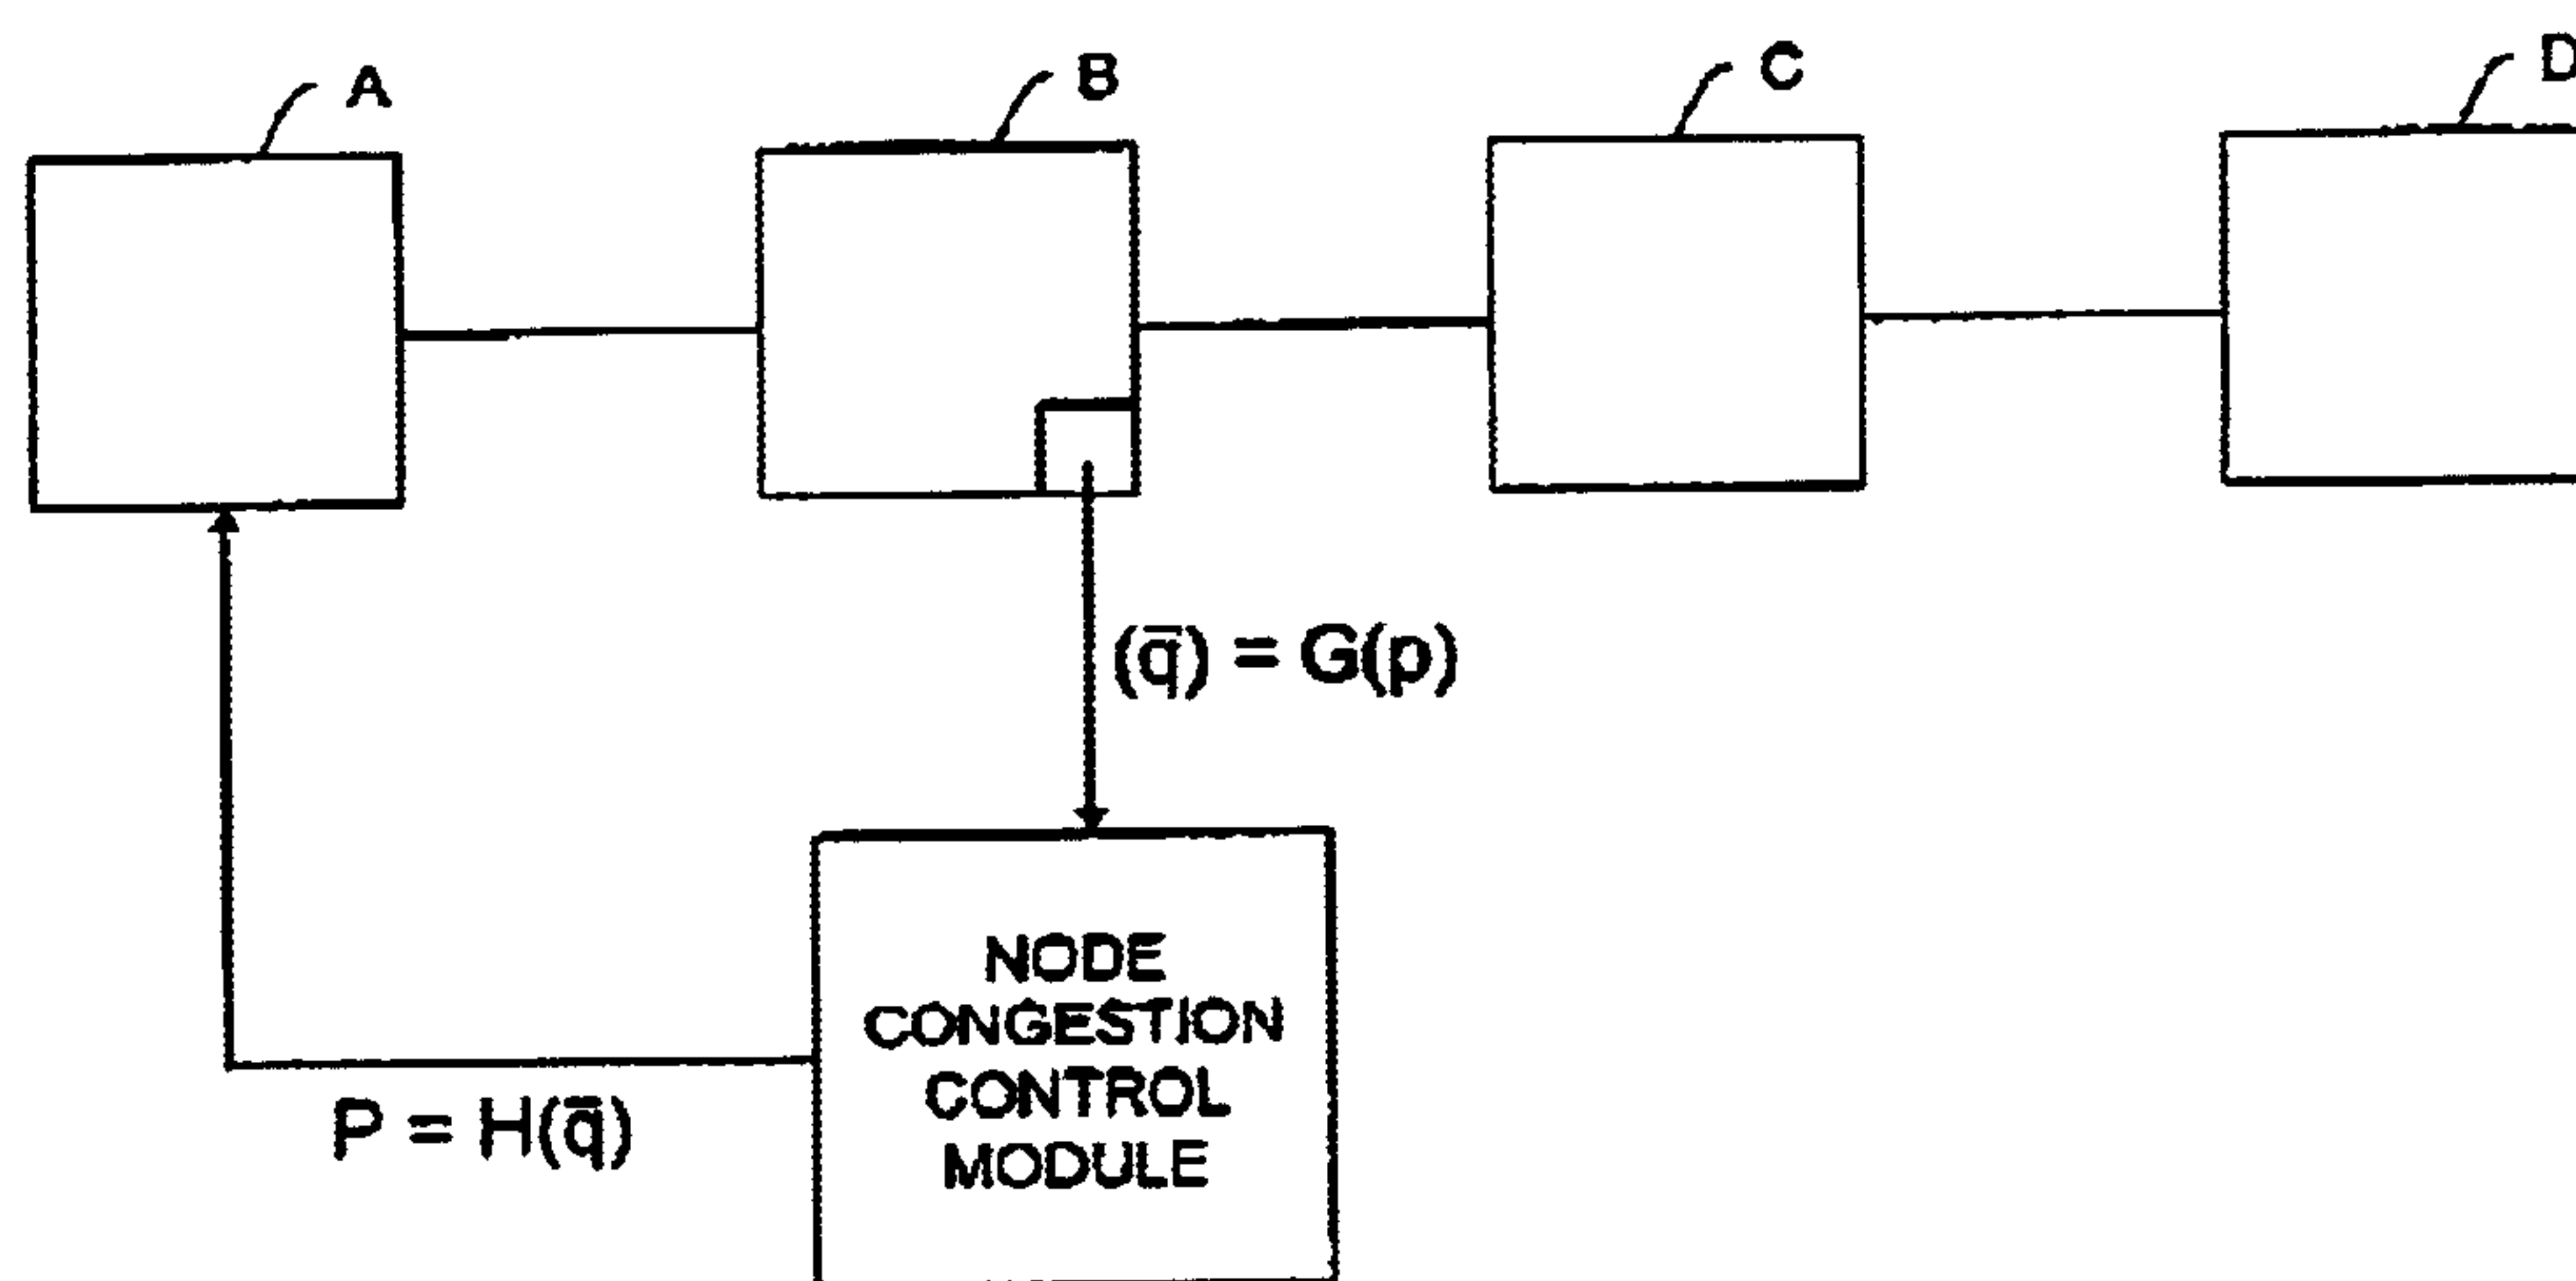 A
B
C
D
(q̅) = G(p)
NODE
CONGESTION
CONTROL
MODULE
P = H(q̅)